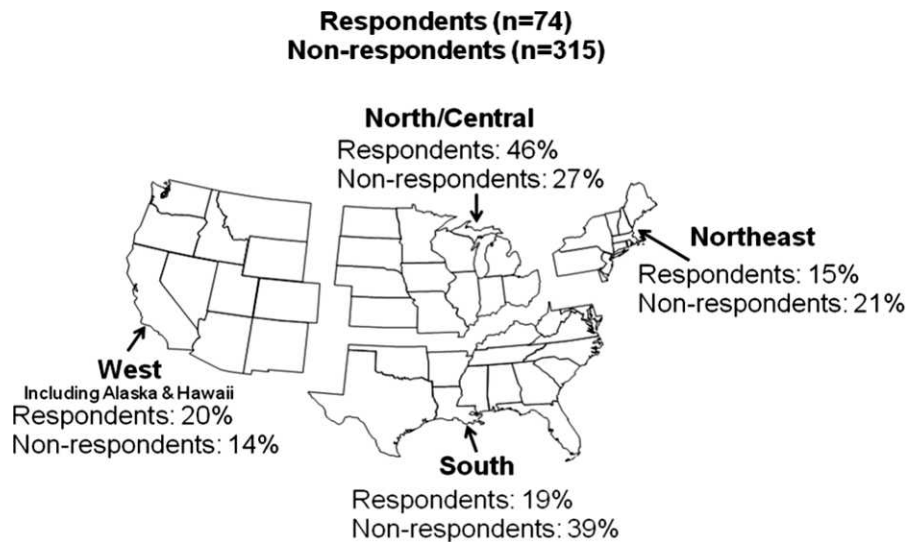 Respondents (n=74)
Non-respondents (n=315)
North/Central
Respondents: 46%
Non-respondents: 27%
Northeast
Respondents: 15%
Non-respondents: 21%
West
Including Alaska & Hawaii
Respondents: 20%
Non-respondents: 14%
South
Respondents: 19%
Non-respondents: 39%